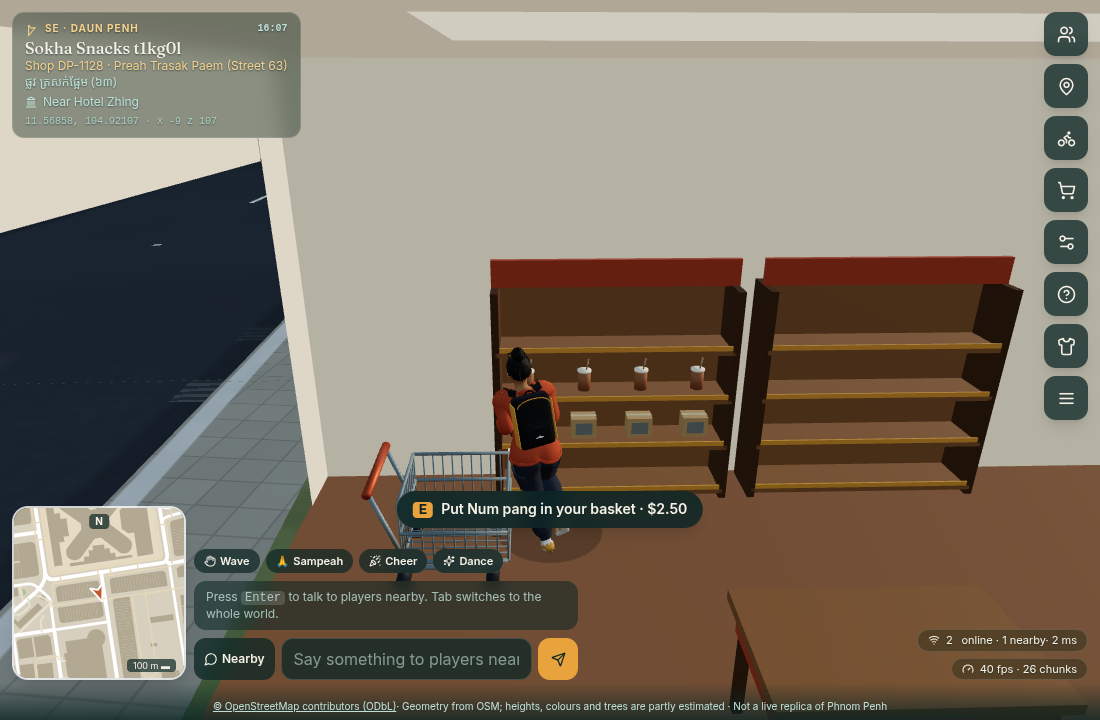 SE · DAUN PENH
16:07
Sokha Snacks t1kg0l
Shop DP-1128 · Preah Trasak Paem (Street 63)
ផ្លូវ ត្រសក់ផ្អែម (៦៣)
Near Hotel Zhing
11.56858, 104.92107 · x -9 z 107
E Put Num pang in your basket · $2.50
N
100 m
Wave
Sampeah
Cheer
Dance
Press Enter to talk to players nearby. Tab switches to the
whole world.
Nearby
Say something to players near
2 online · 1 nearby· 2 ms
40 fps · 26 chunks
© OpenStreetMap contributors (ODbL)· Geometry from OSM; heights, colours and trees are partly estimated · Not a live replica of Phnom Penh